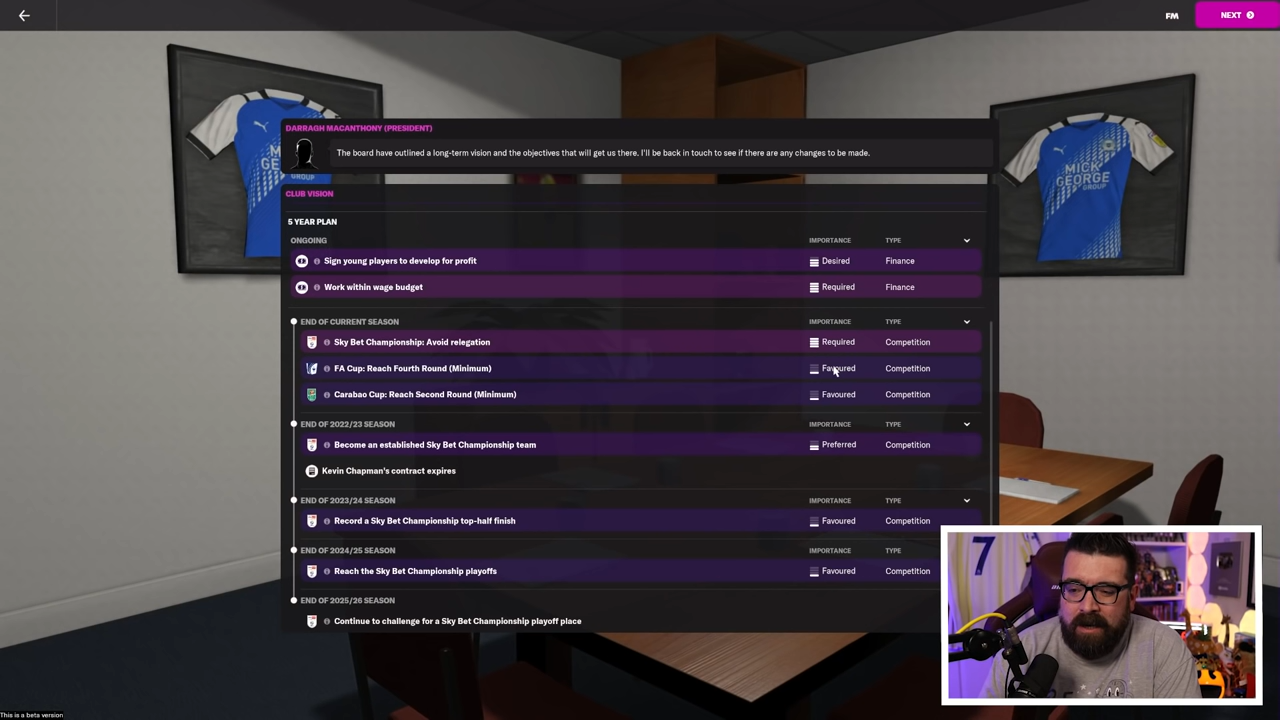 FM
NEXT
DARRAGH MACANTHONY (PRESIDENT)
The board have outlined a long-term vision and the objectives that will get us there. I'll be back in touch to see if there are any changes to be made.
MICK
GEORGE
GROUP
CLUB VISION
5 YEAR PLAN
ONGOING IMPORTANCE TYPE
Sign young players to develop for profit Desired Finance
Work within wage budget Required Finance
END OF CURRENT SEASON IMPORTANCE TYPE
Sky Bet Championship: Avoid relegation Required Competition
FA Cup: Reach Fourth Round (Minimum) Favoured Competition
Carabao Cup: Reach Second Round (Minimum) Favoured Competition
END OF 2022/23 SEASON IMPORTANCE TYPE
Become an established Sky Bet Championship team Preferred Competition
Kevin Chapman's contract expires
END OF 2023/24 SEASON IMPORTANCE TYPE
Record a Sky Bet Championship top-half finish Favoured Competition
END OF 2024/25 SEASON IMPORTANCE TYPE
Reach the Sky Bet Championship playoffs Favoured Competition
END OF 2025/26 SEASON
Continue to challenge for a Sky Bet Championship playoff place
7
This is a beta version